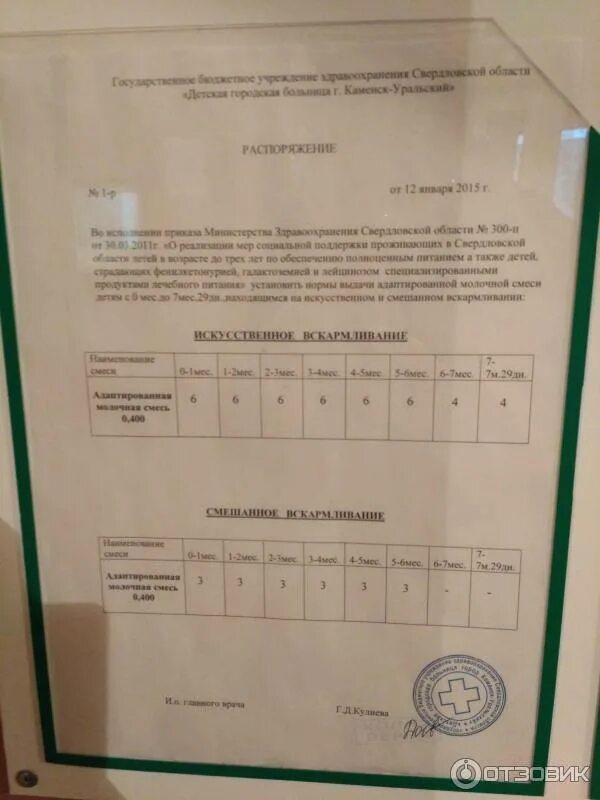 Государственное бюджетное учреждение здравоохранения Свердловской области
«Детская городская больница г. Каменск-Уральский»
РАСПОРЯЖЕНИЕ
№ 1-р от 12 января 2015 г.
Во исполнении приказа Министерства Здравоохранения Свердловской области № 300-п
от 30.03.2011г. «О реализации мер социальной поддержки проживающих в Свердловской
области детей в возрасте до трех лет по обеспечению полноценным питанием а также детей,
страдающих фенилкетонурией, галактоземией и лейцинозом специализированными
продуктами лечебного питания» установить нормы выдачи адаптированной молочной смеси
детям с 0 мес.до 7мес.29дн.,находящимся на искусственном и смешанном вскармливании:
ИСКУССТВЕННОЕ ВСКАРМЛИВАНИЕ
Наименование смеси 0-1мес. 1-2мес. 2-3мес. 3-4мес. 4-5мес. 5-6мес. 6-7мес. 7-7м.29дн.
Адаптированная молочная смесь 0,400 6 6 6 6 6 6 4 4
СМЕШАННОЕ ВСКАРМЛИВАНИЕ
Наименование смеси 0-1мес. 1-2мес. 2-3мес. 3-4мес. 4-5мес. 5-6мес. 6-7мес. 7-7м.29дн.
Адаптированная молочная смесь 0,400 3 3 3 3 3 3 - -
И.о. главного врача Г.Д.Кулиева
ОТЗОВИК